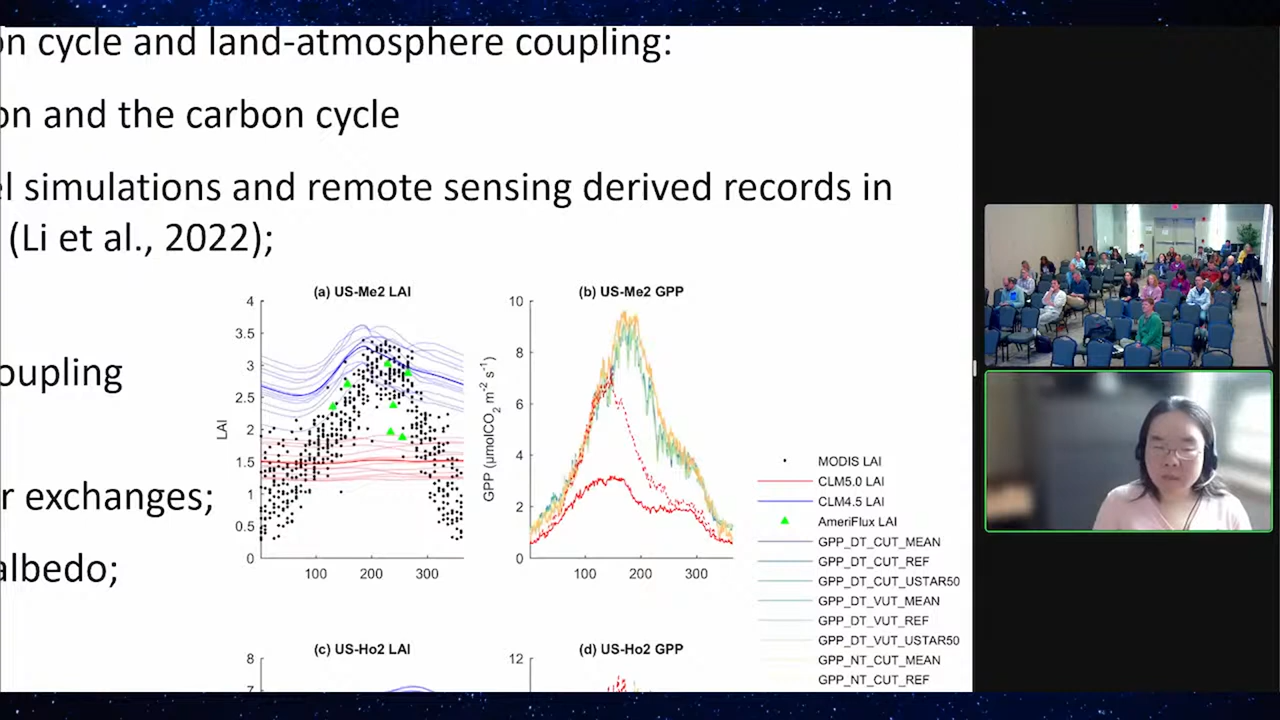 on cycle and land-atmosphere coupling:
on and the carbon cycle
el simulations and remote sensing derived records in
(Li et al., 2022);
oupling
r exchanges;
albedo;
(a) US-Me2 LAI
4
3.5
3
2.5
2
1.5
1
0.5
0
LAI
100 200 300
(b) US-Me2 GPP
10
8
6
4
2
0
GPP (μmolCO2 m-2 s-1)
100 200 300
MODIS LAI
CLM5.0 LAI
CLM4.5 LAI
AmeriFlux LAI
GPP_DT_CUT_MEAN
GPP_DT_CUT_REF
GPP_DT_CUT_USTAR50
GPP_DT_VUT_MEAN
GPP_DT_VUT_REF
GPP_DT_VUT_USTAR50
GPP_NT_CUT_MEAN
GPP_NT_CUT_REF
(c) US-Ho2 LAI
8
7
(d) US-Ho2 GPP
12